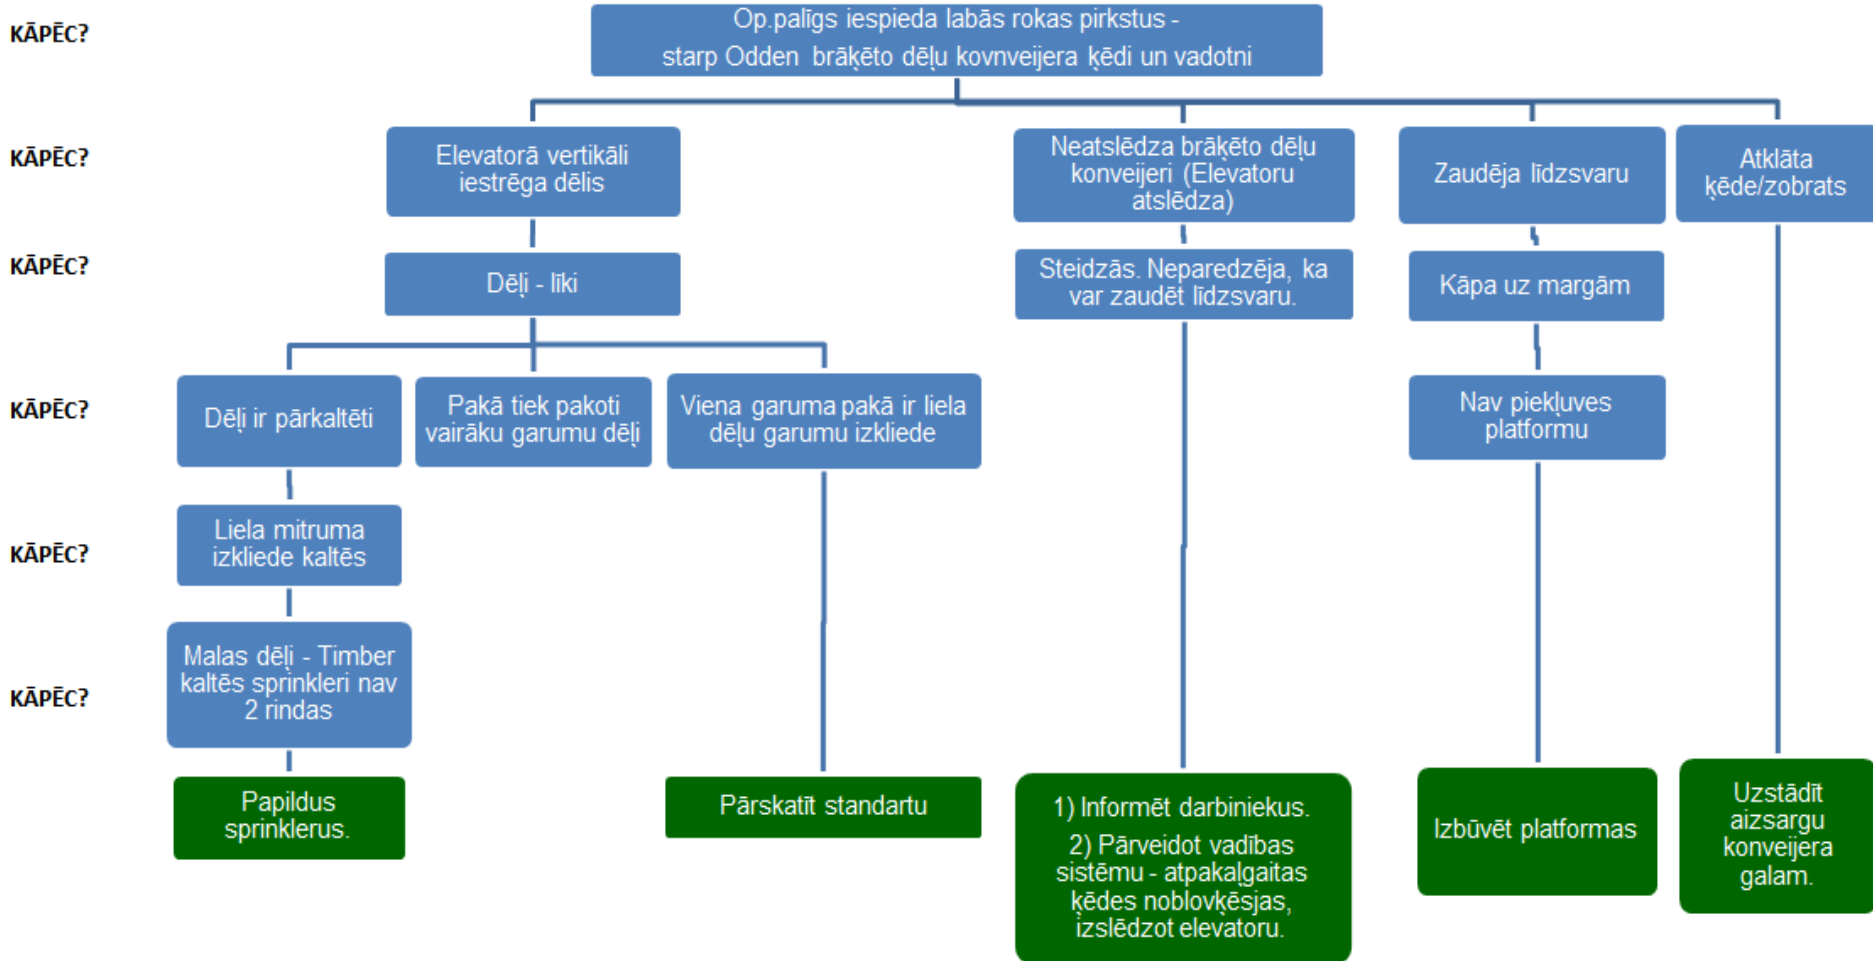 KĀPĒC?
Op.palīgs iespieda labās rokas pirkstus -
starp Odden brāķēto dēļu kovnveijera ķēdi un vadotni
KĀPĒC?
Elevatorā vertikāli
iestrēga dēlis
Neatslēdza brāķēto dēļu
konveijeri (Elevatoru
atslēdza)
Zaudēja līdzsvaru
Atklāta
ķēde/zobrats
KĀPĒC?
Dēļi - līki
Steidzās. Neparedzēja, ka
var zaudēt līdzsvaru.
Kāpa uz margām
KĀPĒC?
Dēļi ir pārkaltēti
Pakā tiek pakoti
vairāku garumu dēļi
Viena garuma pakā ir liela
dēļu garumu izkliede
Nav piekļuves
platformu
KĀPĒC?
Liela mitruma
izkliede kaltēs
KĀPĒC?
Malas dēļi - Timber
kaltēs sprinkleri nav
2 rindas
Papildus
sprinklerus.
Pārskatīt standartu
1) Informēt darbiniekus.
2) Pārveidot vadības
sistēmu - atpakaļgaitas
ķēdes noblovķēsjas,
izslēdzot elevatoru.
Izbūvēt platformas
Uzstādīt
aizsargu
konveijera
galam.